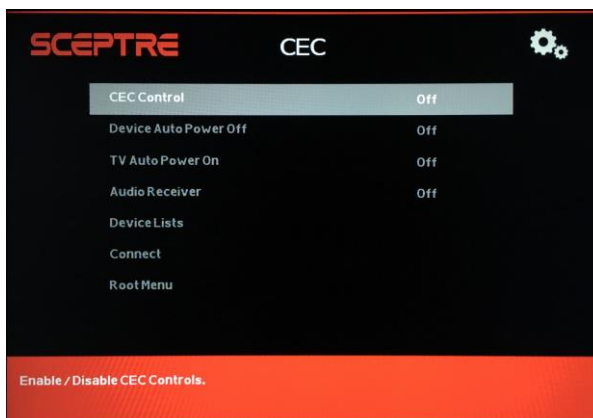 SCEPTRE CEC
CEC Control Off
Device Auto Power Off Off
TV Auto Power On Off
Audio Receiver Off
Device Lists
Connect
Root Menu
Enable / Disable CEC Controls.